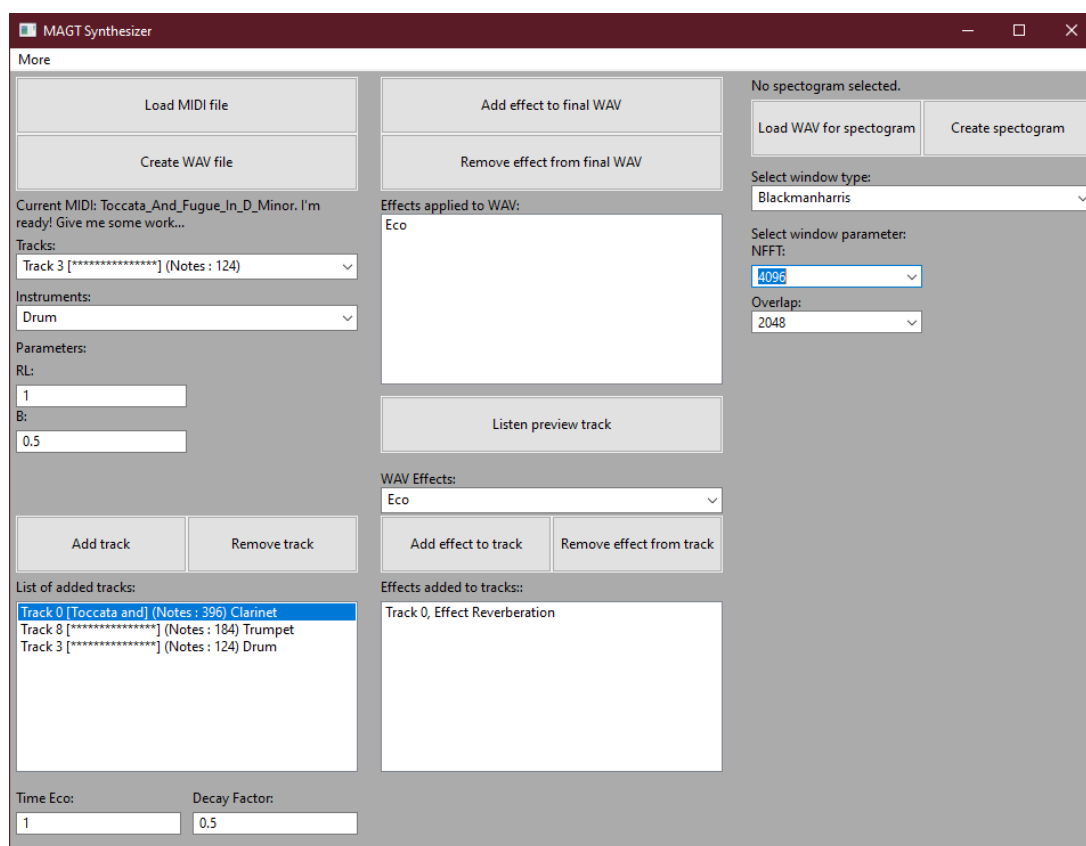 MAGT Synthesizer
More
Load MIDI file
Create WAV file
Current MIDI: Toccata_And_Fugue_In_D_Minor. I'm
ready! Give me some work...
Tracks:
Track 3 [***************] (Notes : 124)
Instruments:
Drum
Parameters:
RL:
1
B:
0.5
Add track
Remove track
List of added tracks:
Track 0 [Toccata and] (Notes : 396) Clarinet
Track 8 [***************] (Notes : 184) Trumpet
Track 3 [***************] (Notes : 124) Drum
Time Eco:
Decay Factor:
1
0.5
Add effect to final WAV
Remove effect from final WAV
Effects applied to WAV:
Eco
Listen preview track
WAV Effects:
Eco
Add effect to track
Remove effect from track
Effects added to tracks::
Track 0, Effect Reverberation
No spectogram selected.
Load WAV for spectogram
Create spectogram
Select window type:
Blackmanharris
Select window parameter:
NFFT:
4096
Overlap:
2048